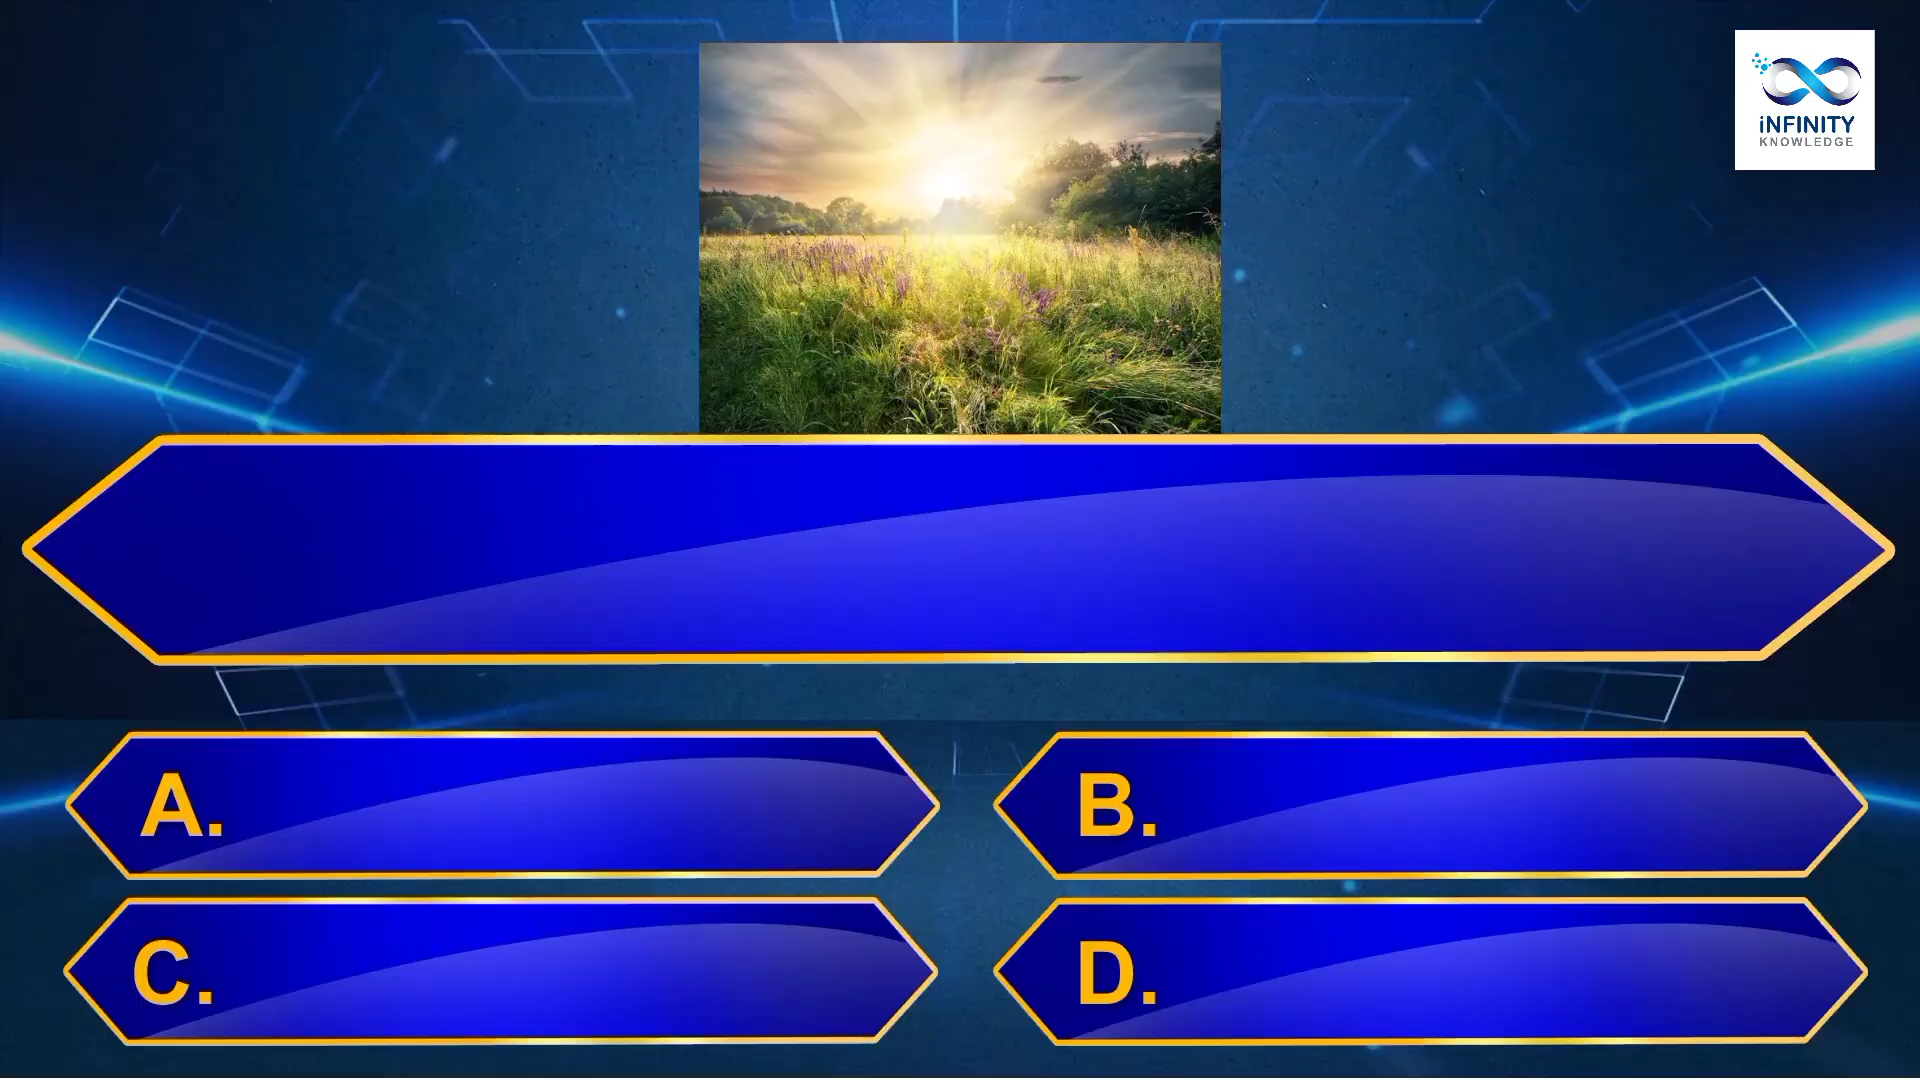 iNFINITY
KNOWLEDGE
A.
B.
C.
D.